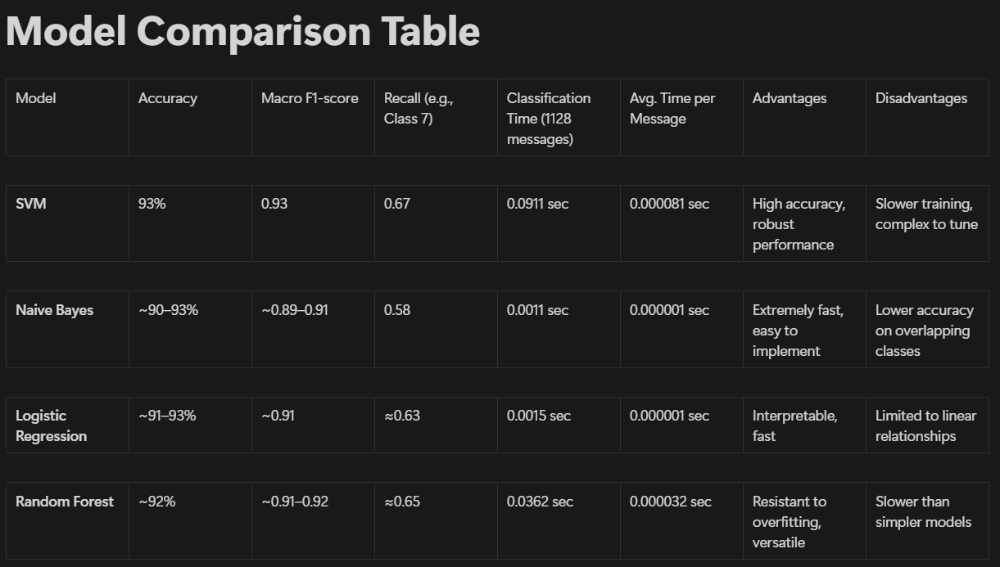 Model Comparison Table
Model
Accuracy
Macro F1-score
Recall (e.g.,
Class 7)
Classification
Time (1128
messages)
Avg. Time per
Message
Advantages
Disadvantages
SVM
93%
0.93
0.67
0.0911 sec
0.000081 sec
High accuracy,
robust
performance
Slower training,
complex to tune
Naive Bayes
~90–93%
~0.89–0.91
0.58
0.0011 sec
0.000001 sec
Extremely fast,
easy to
implement
Lower accuracy
on overlapping
classes
Logistic
Regression
~91–93%
~0.91
≈0.63
0.0015 sec
0.000001 sec
Interpretable,
fast
Limited to linear
relationships
Random Forest
~92%
~0.91–0.92
≈0.65
0.0362 sec
0.000032 sec
Resistant to
overfitting,
versatile
Slower than
simpler models